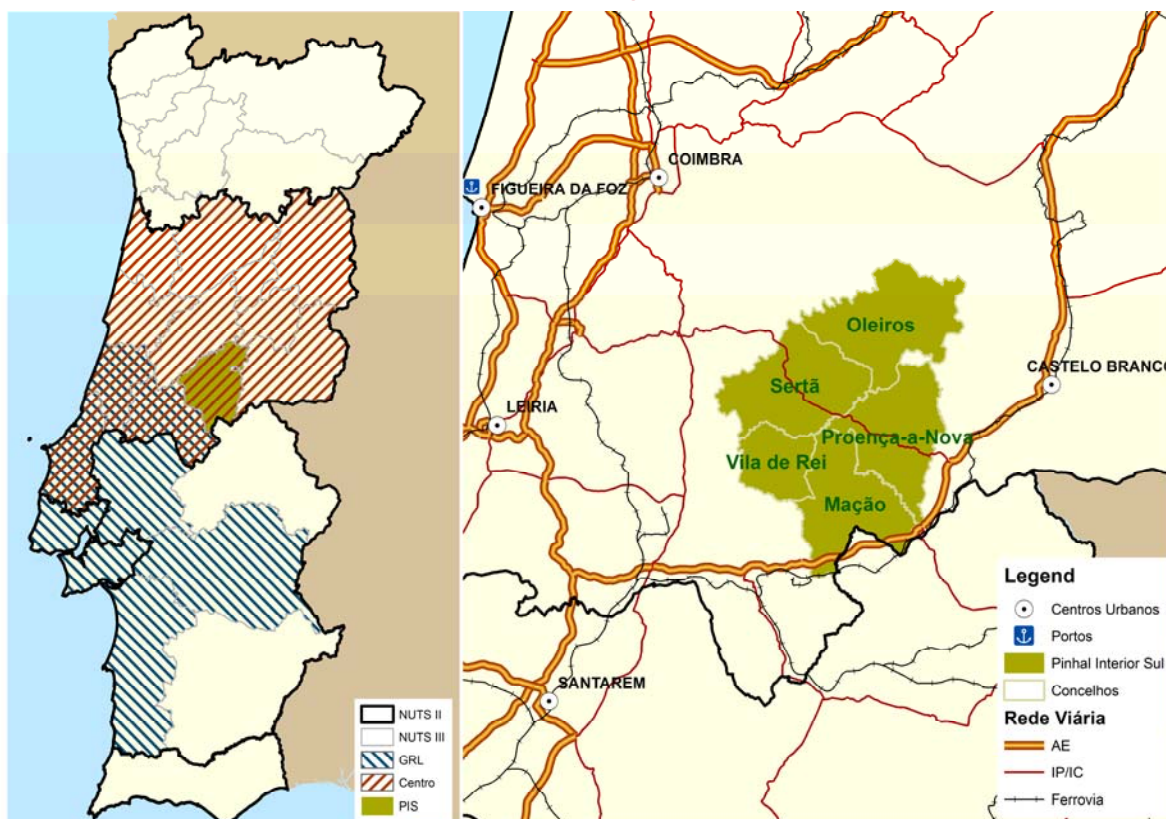 NUTS II
NUTS III
GRL
Centro
PIS
COIMBRA
FIGUEIRA DA FOZ
Oleiros
CASTELO BRANCO
Sertã
LEIRIA
Proença-a-Nova
Vila de Rei
Mação
SANTAREM
Legend
Centros Urbanos
Portos
Pinhal Interior Sul
Concelhos
Rede Viária
AE
IP/IC
Ferrovia